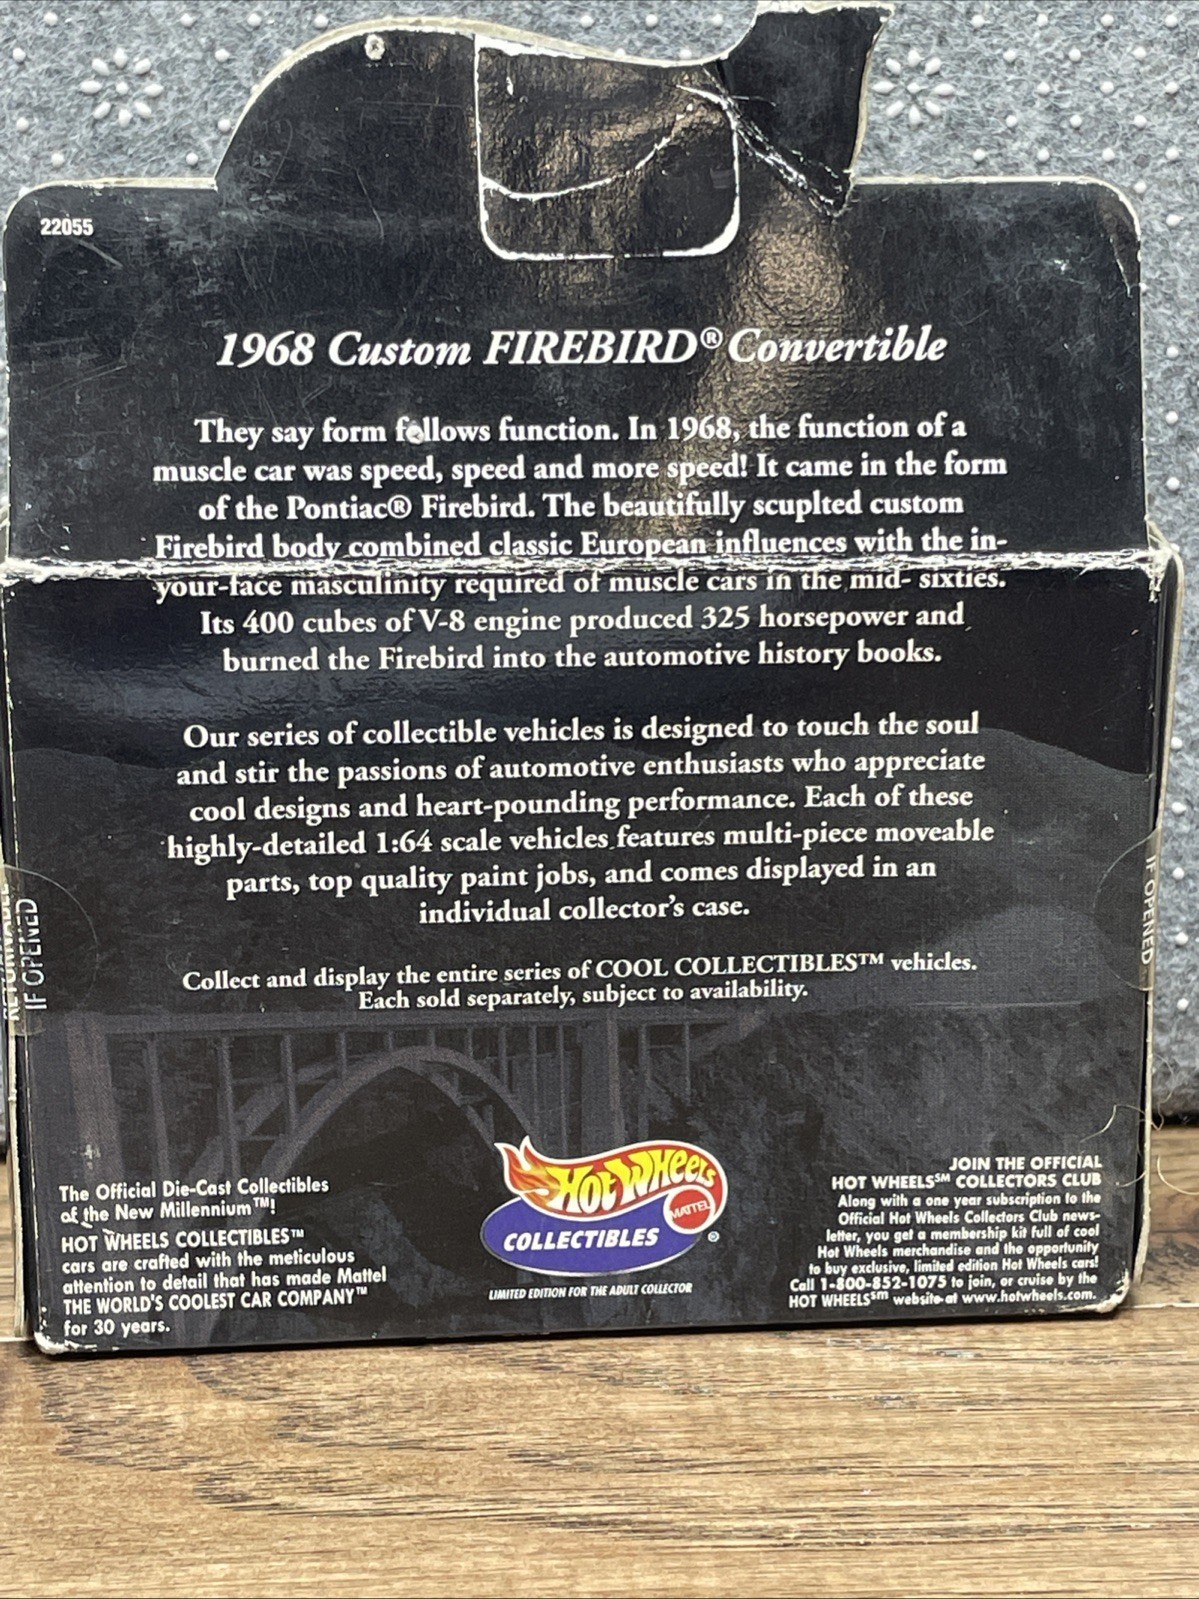 22055
1968 Custom FIREBIRD® Convertible
They say form follows function. In 1968, the function of a
muscle car was speed, speed and more speed! It came in the form
of the Pontiac® Firebird. The beautifully scuplted custom
Firebird body combined classic European influences with the in-
your-face masculinity required of muscle cars in the mid- sixties.
Its 400 cubes of V-8 engine produced 325 horsepower and
burned the Firebird into the automotive history books.
Our series of collectible vehicles is designed to touch the soul
and stir the passions of automotive enthusiasts who appreciate
cool designs and heart-pounding performance. Each of these
highly-detailed 1:64 scale vehicles features multi-piece moveable
parts, top quality paint jobs, and comes displayed in an
individual collector's case.
Collect and display the entire series of COOL COLLECTIBLES™ vehicles.
Each sold separately, subject to availability.
IF OPENED
IF OPENED
The Official Die-Cast Collectibles
of the New Millennium™!
HOT WHEELS COLLECTIBLES™
cars are crafted with the meticulous
attention to detail that has made Mattel
THE WORLD'S COOLEST CAR COMPANY™
for 30 years.
Hot Wheels
MATTEL
COLLECTIBLES ®
LIMITED EDITION FOR THE ADULT COLLECTOR
JOIN THE OFFICIAL
HOT WHEELS℠ COLLECTORS CLUB
Along with a one year subscription to the
Official Hot Wheels Collectors Club news-
letter, you get a membership kit full of cool
Hot Wheels merchandise and the opportunity
to buy exclusive, limited edition Hot Wheels cars!
Call 1-800-852-1075 to join, or cruise by the
HOT WHEELS℠ website at www.hotwheels.com.